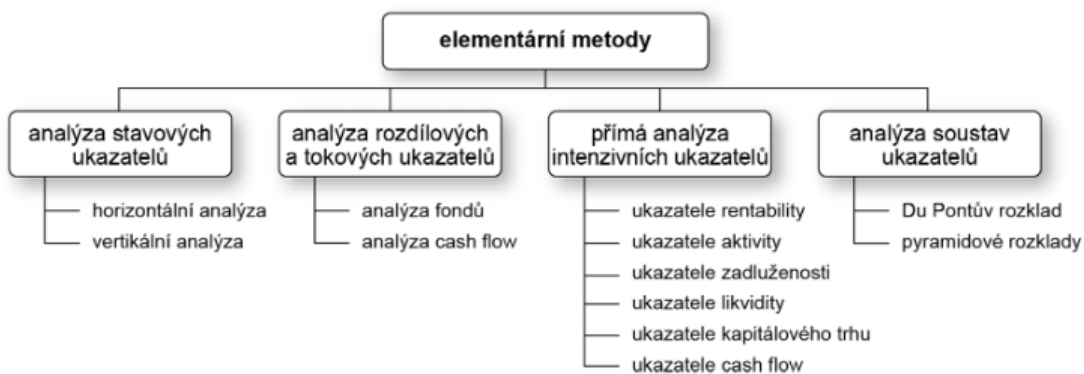 elementární metody
analýza stavových
ukazatelů
horizontální analýza
vertikální analýza
analýza rozdílových
a tokových ukazatelů
analýza fondů
analýza cash flow
přímá analýza
intenzivních ukazatelů
ukazatele rentability
ukazatele aktivity
ukazatele zadluženosti
ukazatele likvidity
ukazatele kapitálového trhu
ukazatele cash flow
analýza soustav
ukazatelů
Du Pontův rozklad
pyramidové rozklady